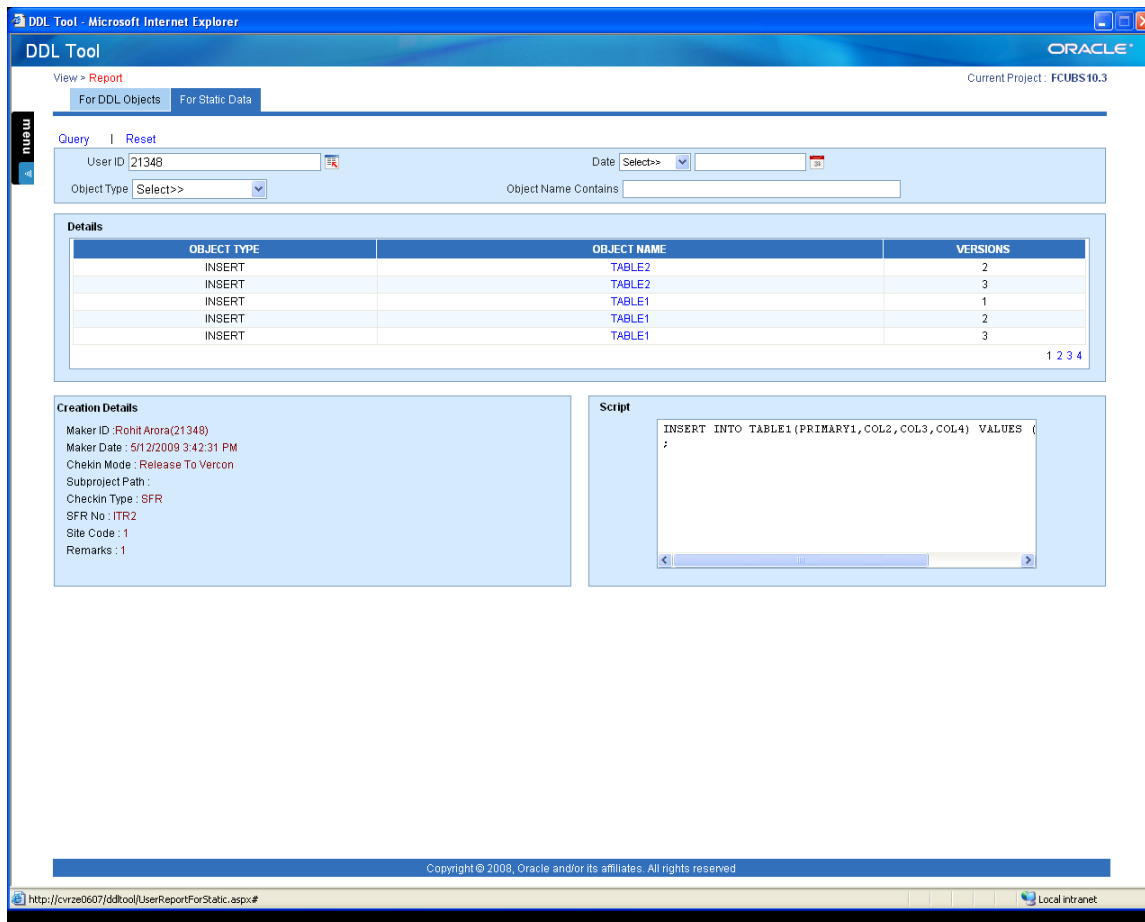 DDL Tool - Microsoft Internet Explorer
DDL Tool
ORACLE
View > Report
Current Project : FCUBS10.3
For DDL Objects
For Static Data
menu
Query | Reset
User ID 21348
Date Select>>
Object Type Select>>
Object Name Contains
Details
OBJECT TYPE OBJECT NAME VERSIONS
INSERT TABLE2 2
INSERT TABLE2 3
INSERT TABLE1 1
INSERT TABLE1 2
INSERT TABLE1 3
1 2 3 4
Creation Details
Maker ID :Rohit Arora(21348)
Maker Date : 5/12/2009 3:42:31 PM
Chekin Mode : Release To Vercon
Subproject Path :
Checkin Type : SFR
SFR No : ITR2
Site Code : 1
Remarks : 1
Script
INSERT INTO TABLE1(PRIMARY1,COL2,COL3,COL4) VALUES (
;
Copyright © 2008, Oracle and/or its affiliates. All rights reserved
http://cvrze0607/ddltool/UserReportForStatic.aspx#
Local intranet